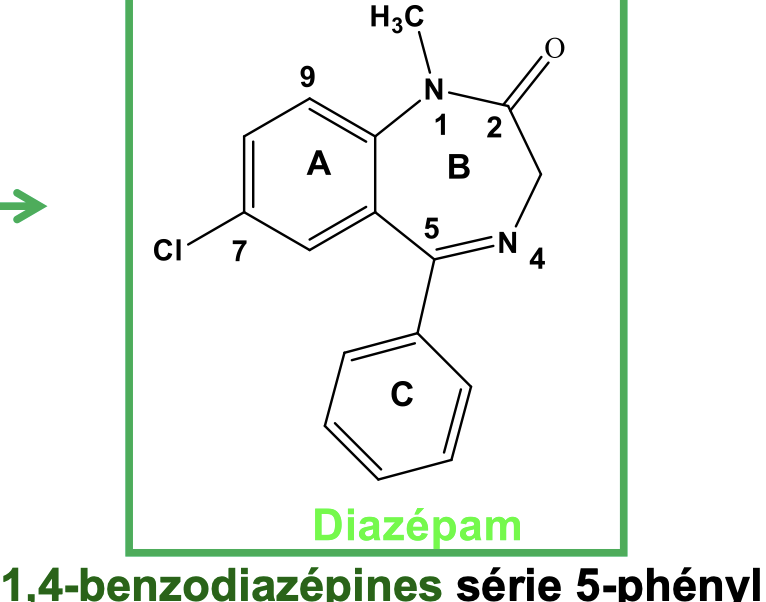 H₃C
O
9
N
1
2
A
B
5
Cl
7
N
4
C
Diazépam
1,4-benzodiazépines série 5-phényl